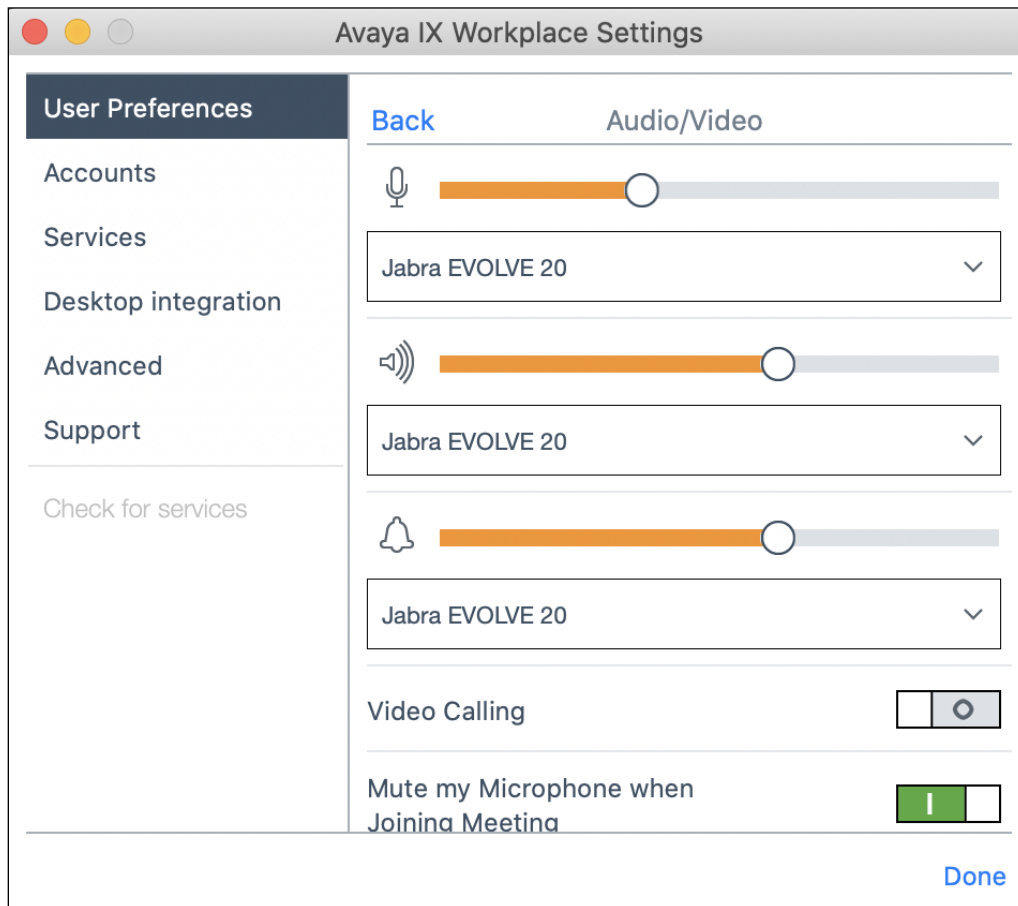 Avaya IX Workplace Settings
User Preferences
Accounts
Services
Desktop integration
Advanced
Support
Check for services
Back
Audio/Video
Jabra EVOLVE 20
Jabra EVOLVE 20
Jabra EVOLVE 20
Video Calling
Mute my Microphone when
Joining Meeting
Done